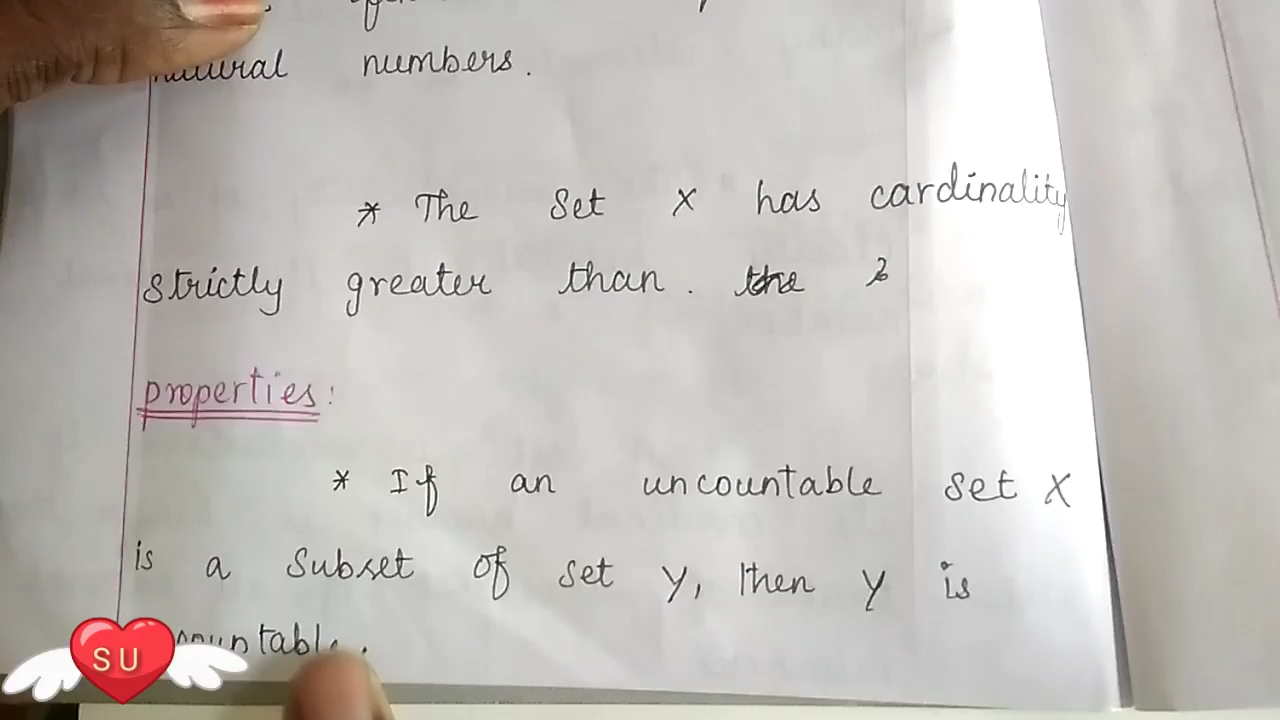 numbers.
* The Set X has cardinality
strictly greater than. the
properties:
* If an uncountable set X
is a subset of set y, then y is
SU